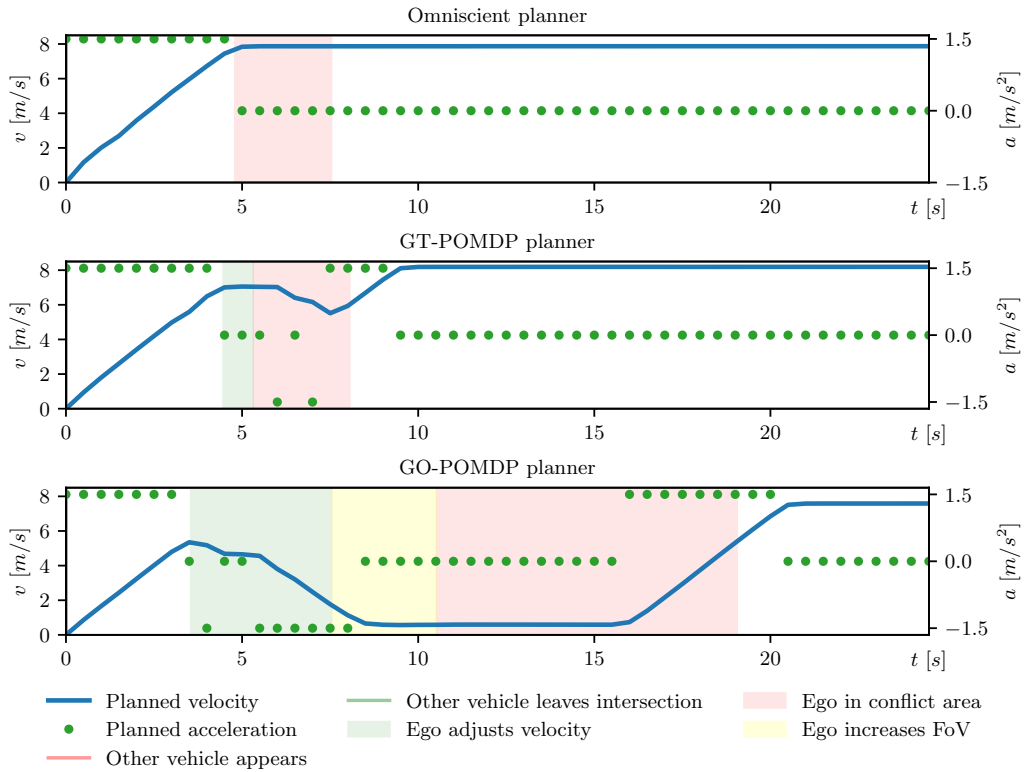 Omniscient planner
8
6
4
2
0
v [m/s]
1.5
0.0
−1.5
a [m/s²]
0 5 10 15 20 t [s]
GT-POMDP planner
8
6
4
2
0
v [m/s]
1.5
0.0
−1.5
a [m/s²]
0 5 10 15 20 t [s]
GO-POMDP planner
8
6
4
2
0
v [m/s]
1.5
0.0
−1.5
a [m/s²]
0 5 10 15 20 t [s]
Planned velocity
Planned acceleration
Other vehicle appears
Other vehicle leaves intersection
Ego adjusts velocity
Ego in conflict area
Ego increases FoV